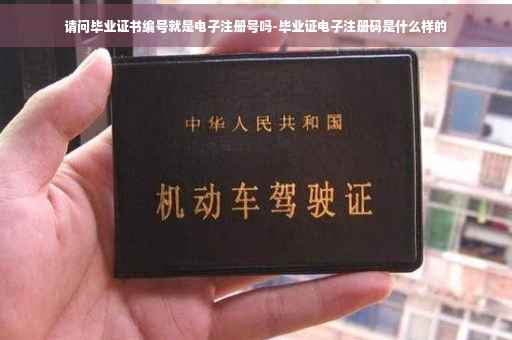 请问毕业证书编号就是电子注册号吗-毕业证电子注册码是什么样的
中华人民共和国
机动车驾驶证